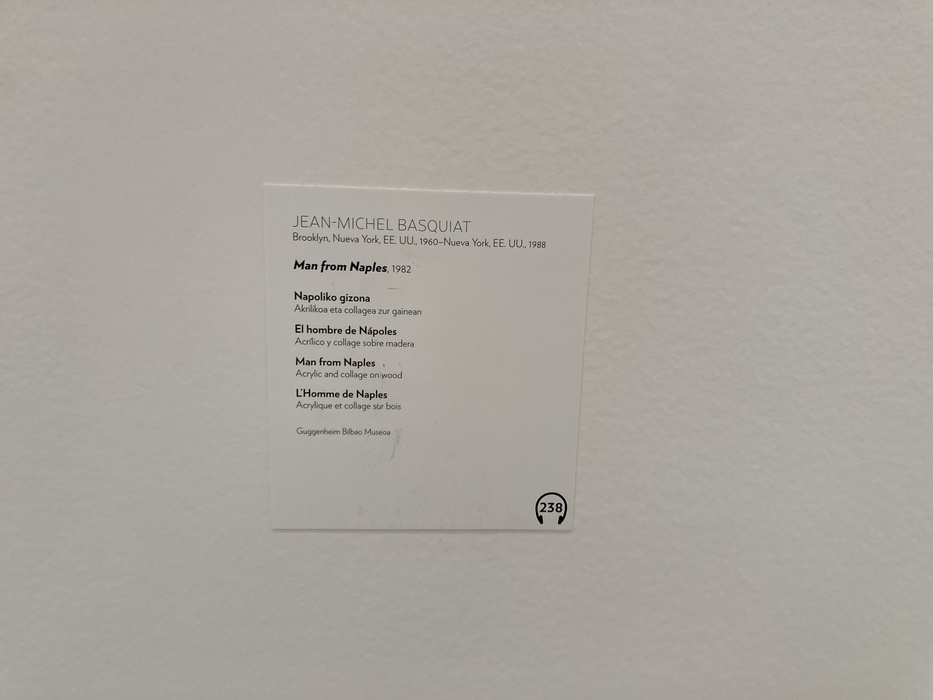 JEAN-MICHEL BASQUIAT
Brooklyn, Nueva York, EE. UU., 1960–Nueva York, EE. UU., 1988
Man from Naples, 1982
Napoliko gizona
Akrilikoa eta collagea zur gainean
El hombre de Nápoles
Acrílico y collage sobre madera
Man from Naples
Acrylic and collage on wood
L'Homme de Naples
Acrylique et collage sur bois
Guggenheim Bilbao Museoa
238